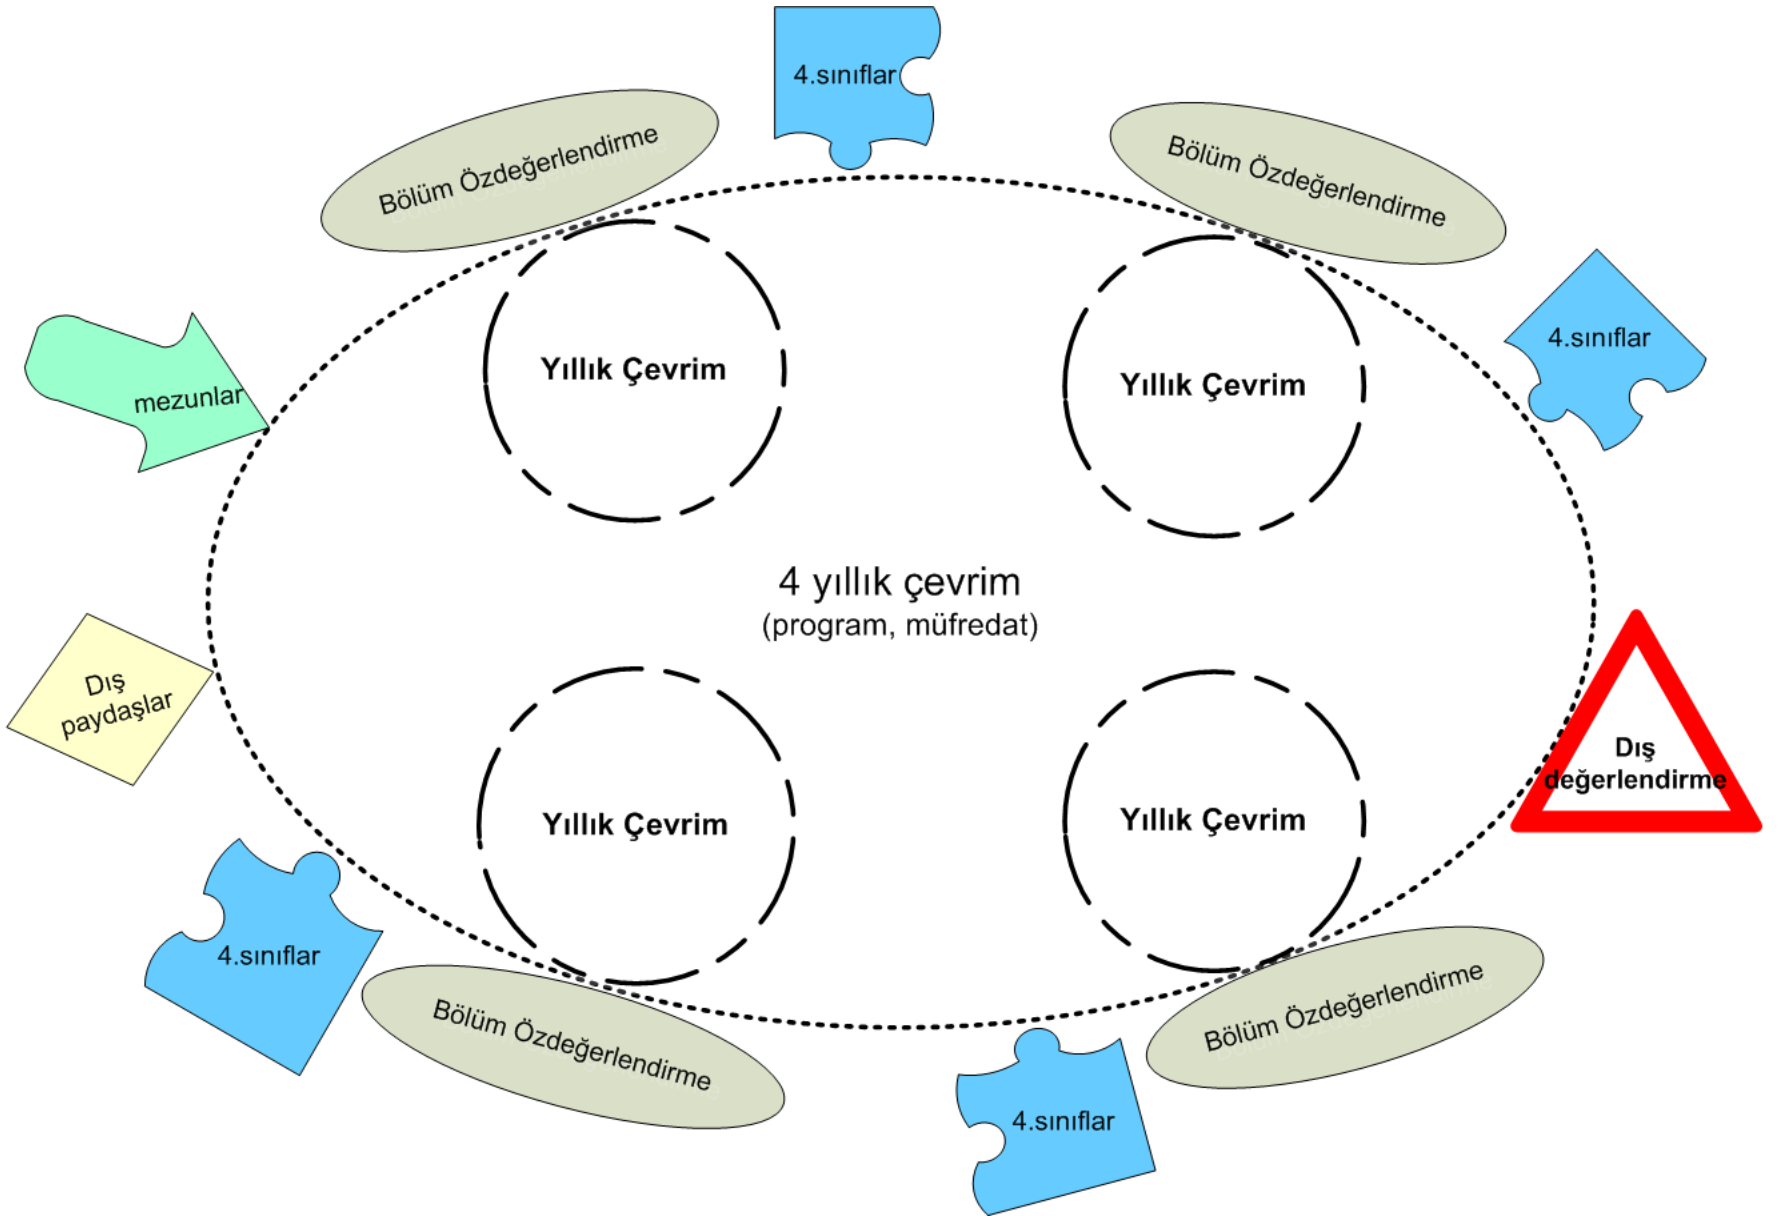 4.sınıflar
Bölüm Özdeğerlendirme
Bölüm Özdeğerlendirme
4.sınıflar
mezunlar
Yıllık Çevrim
Yıllık Çevrim
4 yıllık çevrim
(program, müfredat)
Dış
paydaşlar
Dış
değerlendirme
Yıllık Çevrim
Yıllık Çevrim
4.sınıflar
Bölüm Özdeğerlendirme
Bölüm Özdeğerlendirme
4.sınıflar